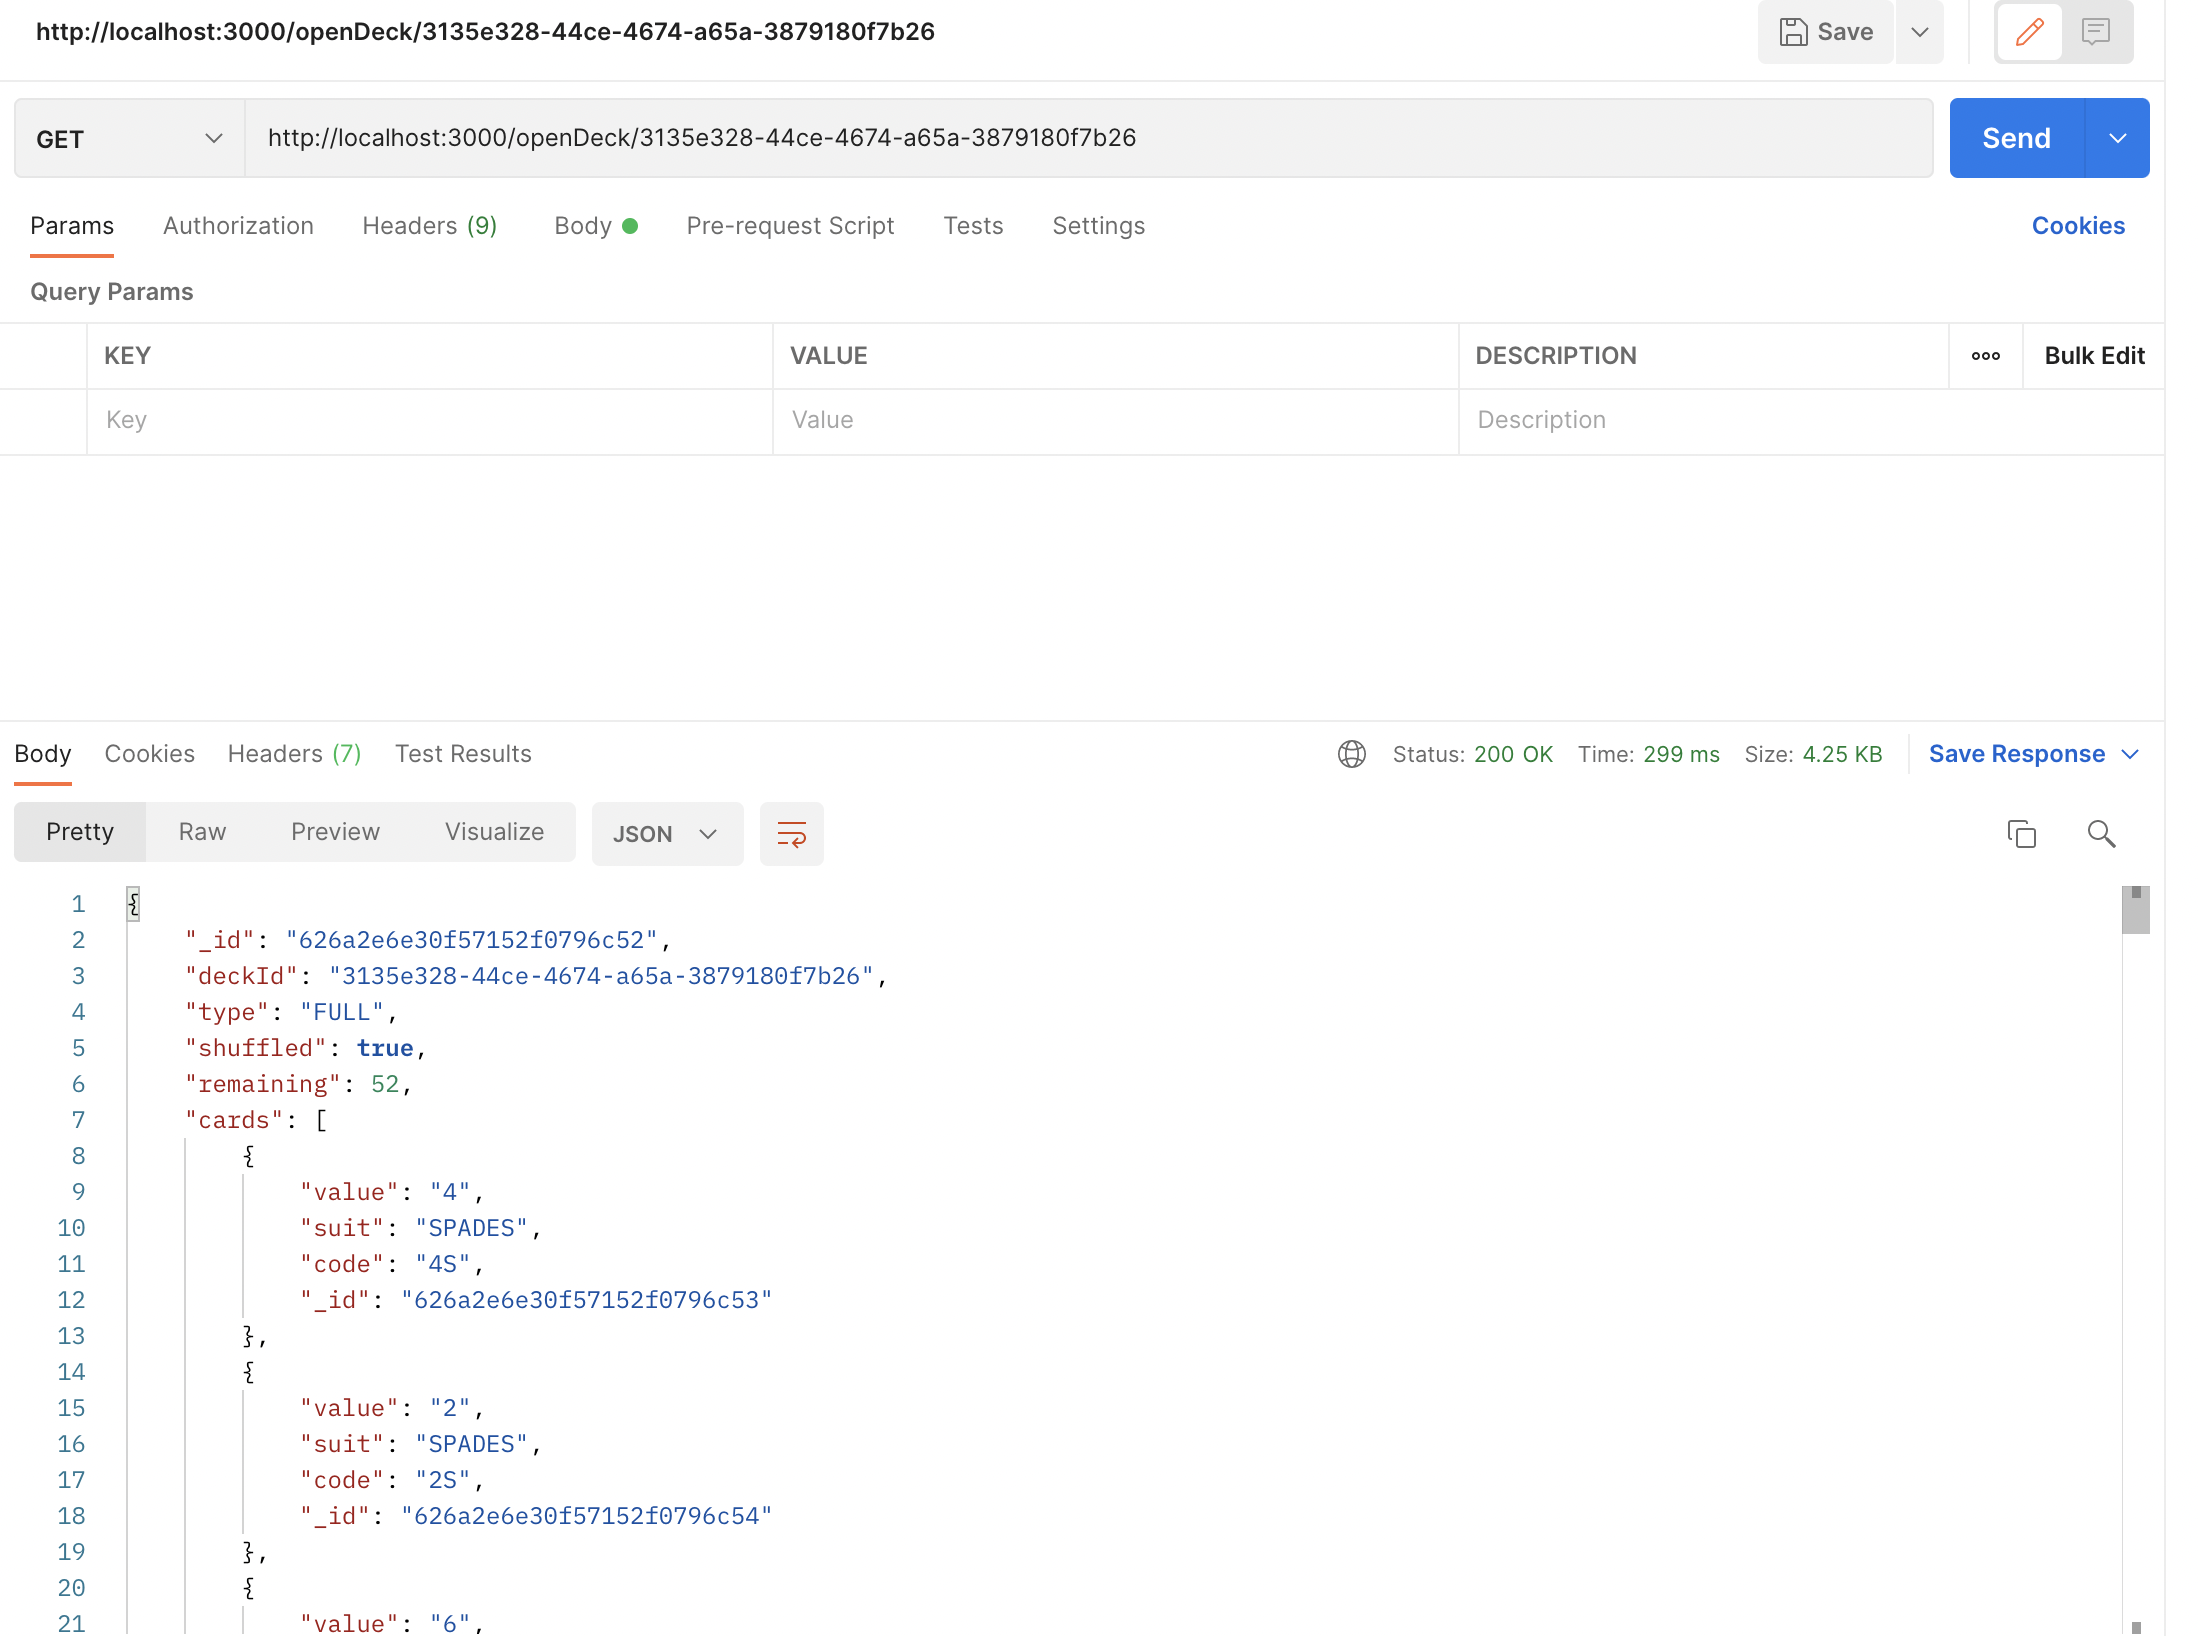 http://localhost:3000/openDeck/3135e328-44ce-4674-a65a-3879180f7b26
Save
GET
http://localhost:3000/openDeck/3135e328-44ce-4674-a65a-3879180f7b26
Send
Params Authorization Headers (9) Body Pre-request Script Tests Settings Cookies
Query Params
KEY VALUE DESCRIPTION ooo Bulk Edit
Key Value Description
Body Cookies Headers (7) Test Results Status: 200 OK Time: 299 ms Size: 4.25 KB Save Response
Pretty Raw Preview Visualize JSON
1 {
2 "_id": "626a2e6e30f57152f0796c52",
3 "deckId": "3135e328-44ce-4674-a65a-3879180f7b26",
4 "type": "FULL",
5 "shuffled": true,
6 "remaining": 52,
7 "cards": [
8 {
9 "value": "4",
10 "suit": "SPADES",
11 "code": "4S",
12 "_id": "626a2e6e30f57152f0796c53"
13 },
14 {
15 "value": "2",
16 "suit": "SPADES",
17 "code": "2S",
18 "_id": "626a2e6e30f57152f0796c54"
19 },
20 {
21 "value": "6",